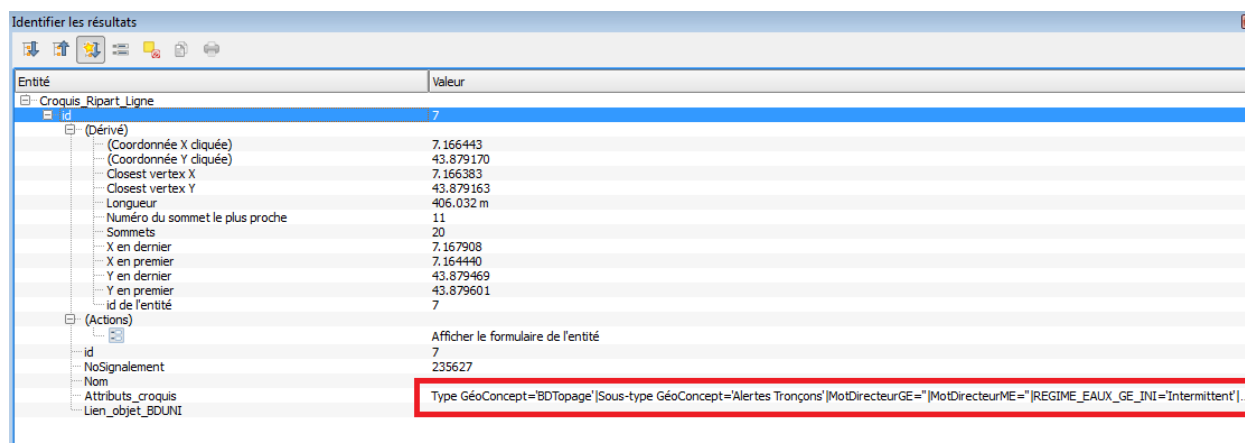 Identifier les résultats
Entité Valeur
Croquis_Ripart_Ligne
id 7
(Dérivé)
(Coordonnée X cliquée) 7.166443
(Coordonnée Y cliquée) 43.879170
Closest vertex X 7.166383
Closest vertex Y 43.879163
Longueur 406.032 m
Numéro du sommet le plus proche 11
Sommets 20
X en dernier 7.167908
X en premier 7.164440
Y en dernier 43.879469
Y en premier 43.879601
id de l'entité 7
(Actions)
Afficher le formulaire de l'entité
id 7
NoSignalement 235627
Nom
Attributs_croquis Type GéoConcept='BDTopage'|Sous-type GéoConcept='Alertes Tronçons'|MotDirecteurGE=''|MotDirecteurME=''|REGIME_EAUX_GE_INI='Intermittent'|...
Lien_objet_BDUNI